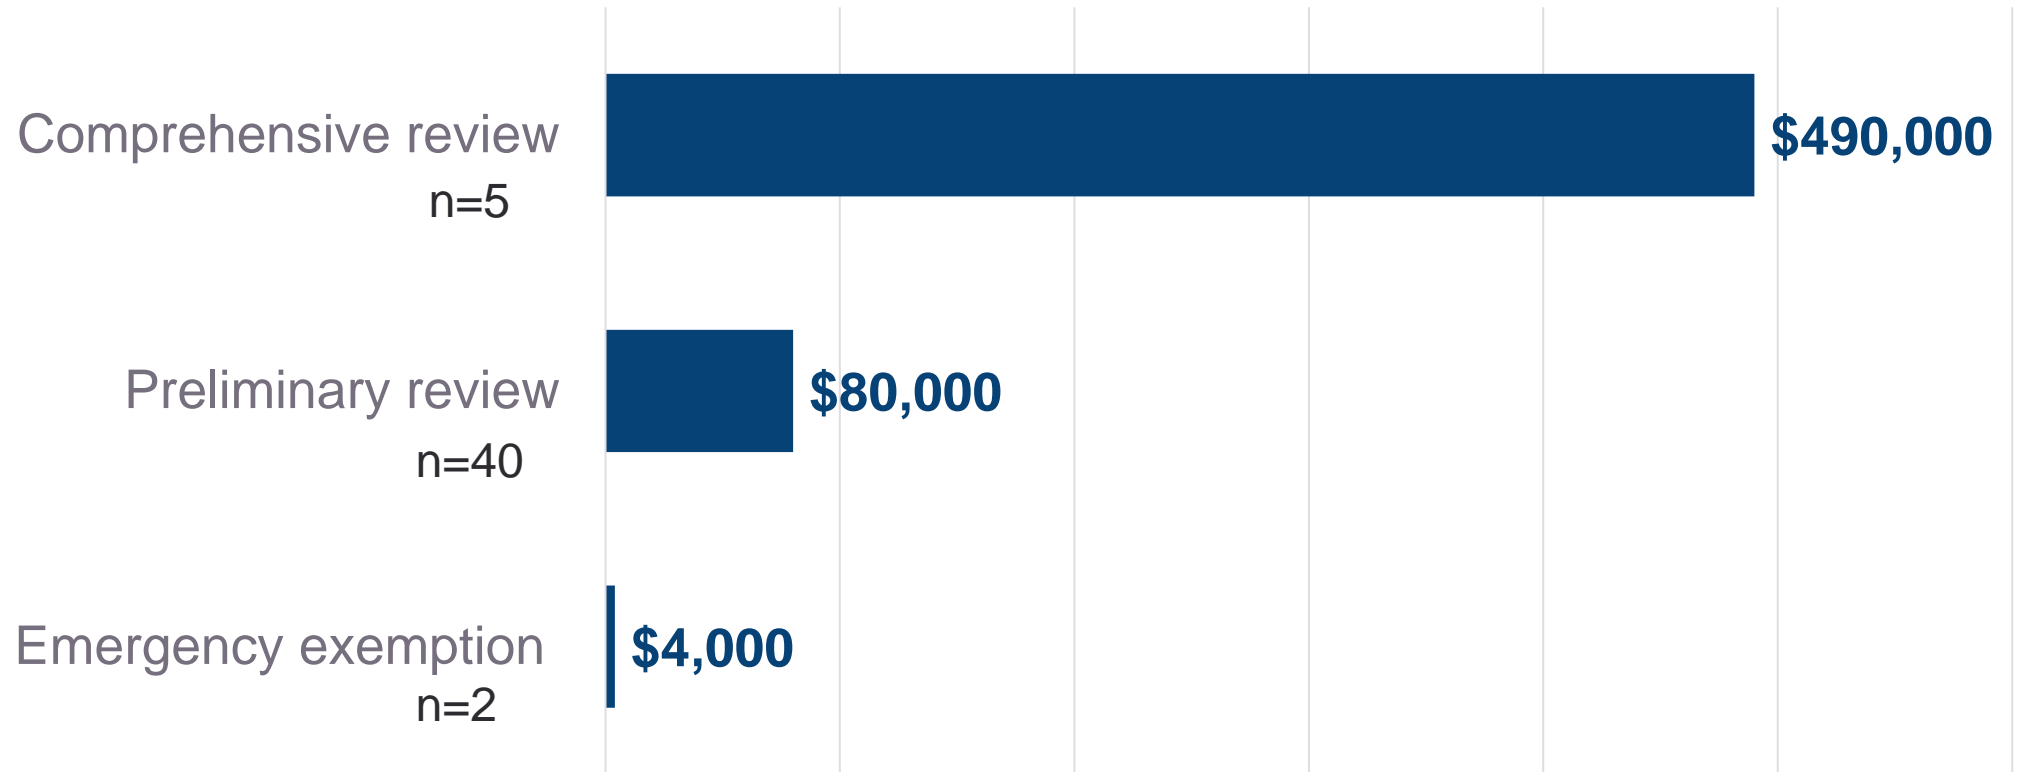 Comprehensive review
$490,000
n=5
Preliminary review
$80,000
n=40
Emergency exemption
$4,000
n=2